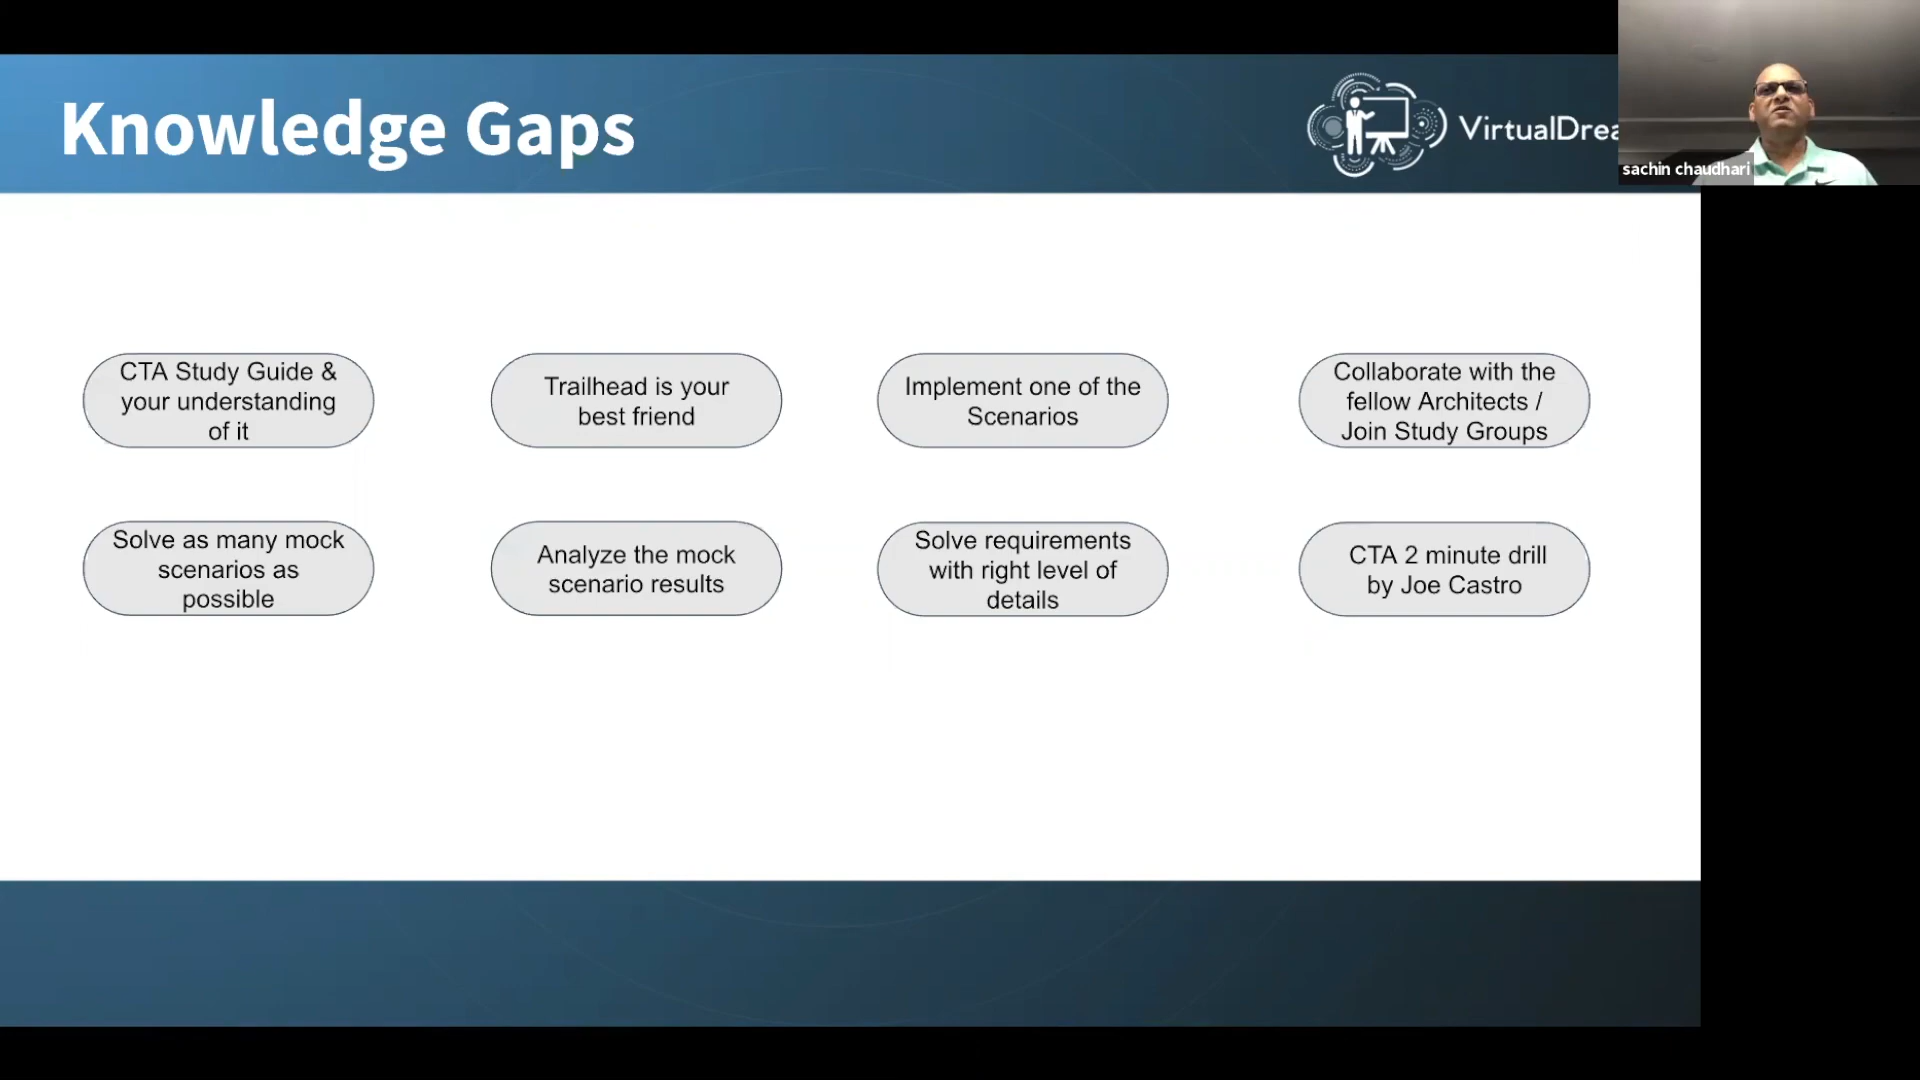 Knowledge Gaps
VirtualDrea
sachin chaudhari
CTA Study Guide &
your understanding
of it
Trailhead is your
best friend
Implement one of the
Scenarios
Collaborate with the
fellow Architects /
Join Study Groups
Solve as many mock
scenarios as
possible
Analyze the mock
scenario results
Solve requirements
with right level of
details
CTA 2 minute drill
by Joe Castro